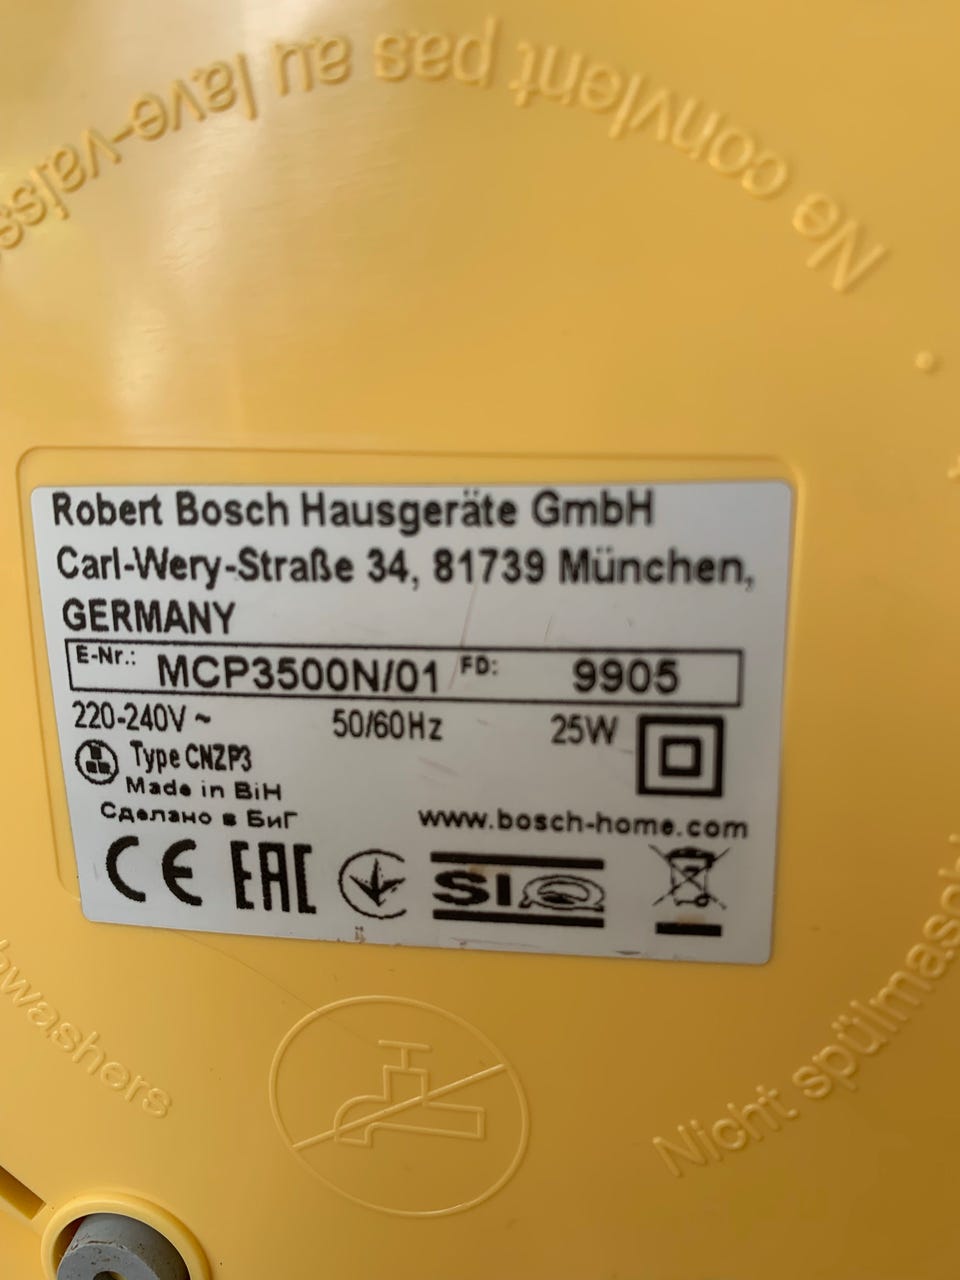 Ne convient pas au lave-vaiss
Robert Bosch Hausgeräte GmbH
Carl-Wery-Straße 34, 81739 München,
GERMANY
E-Nr.: MCP3500N/01 FD: 9905
220-240V ~ 50/60Hz 25W
Type CNZP3
Made in BiH
Сделано в БиГ
www.bosch-home.com
CE EAC SIQ
hwashers
Nicht spülmasch